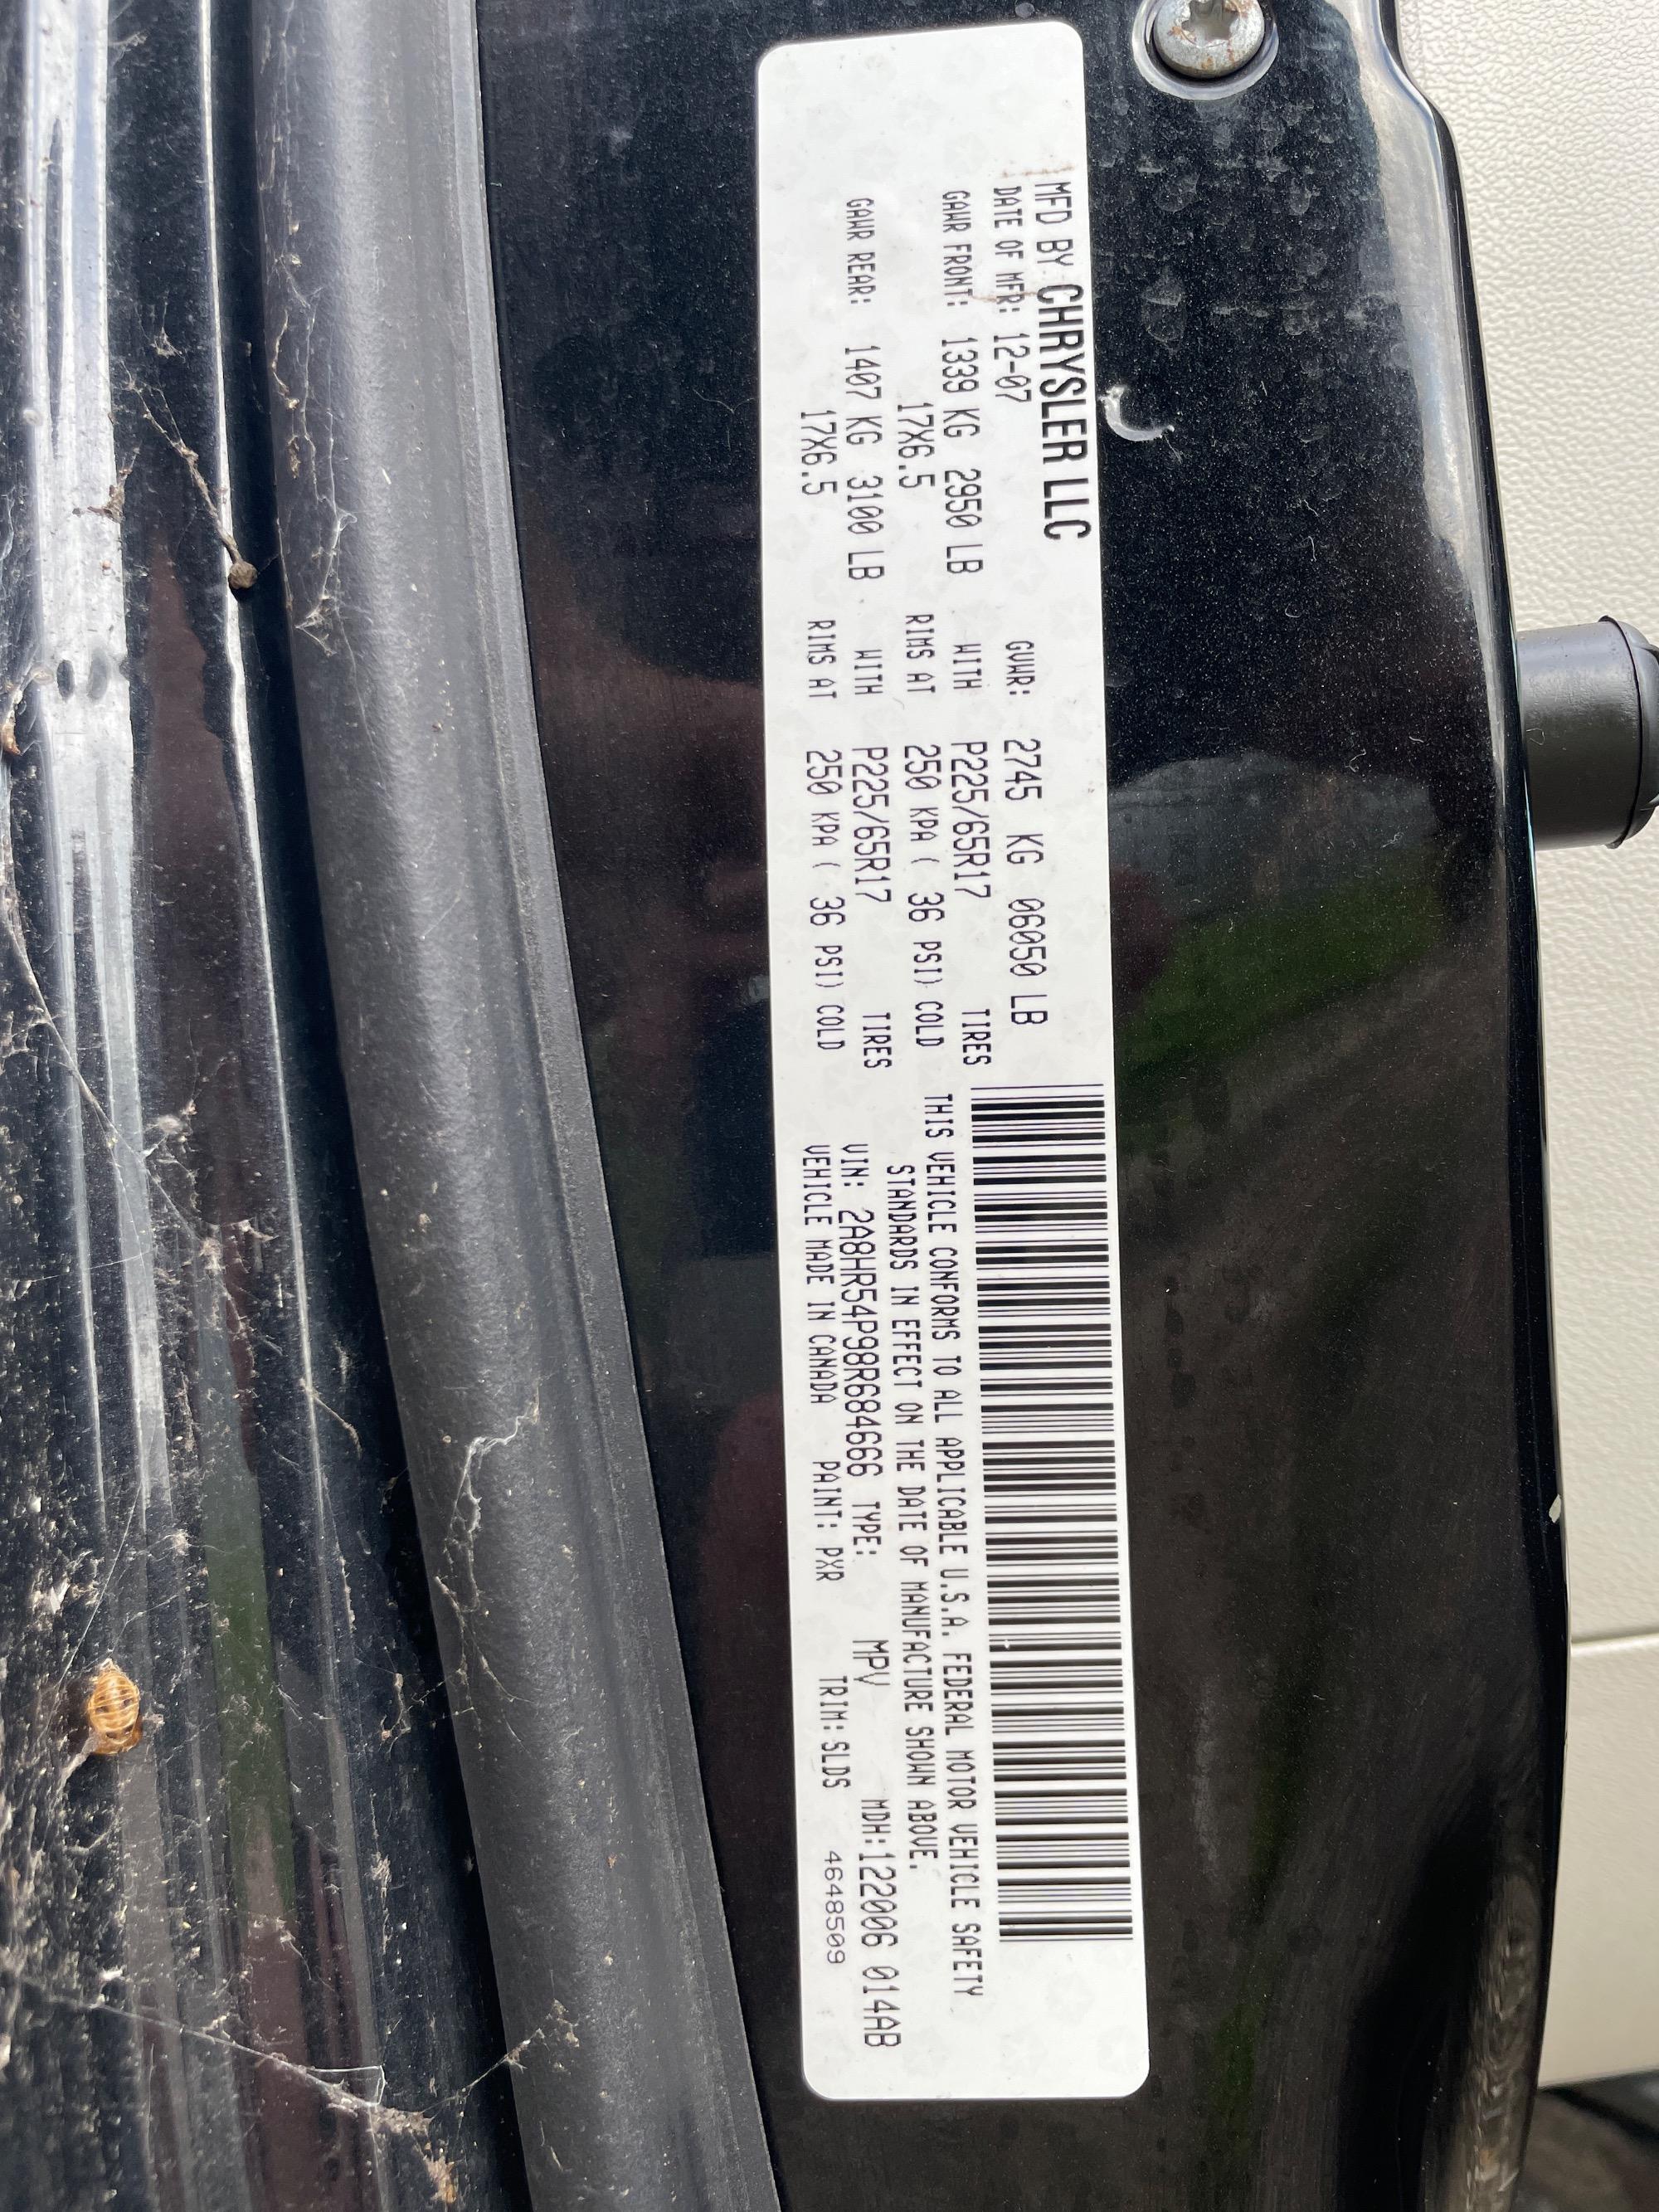 MFD BY CHRYSLER LLC
DATE OF MFR: 12-07 GVWR: 2745 KG 06050 LB
GAWR FRONT: 1339 KG 2950 LB WITH P225/65R17 TIRES
17X6.5 RIMS AT 250 KPA ( 36 PSI) COLD
GAWR REAR: 1407 KG 3100 LB WITH P225/65R17 TIRES
17X6.5 RIMS AT 250 KPA ( 36 PSI) COLD
THIS VEHICLE CONFORMS TO ALL APPLICABLE U.S.A. FEDERAL MOTOR VEHICLE SAFETY
STANDARDS IN EFFECT ON THE DATE OF MANUFACTURE SHOWN ABOVE.
VIN: 2A8HR54P98R684666 TYPE: MPV MDH:122006 014AB
VEHICLE MADE IN CANADA PAINT: PXR TRIM:SLDS 4648509